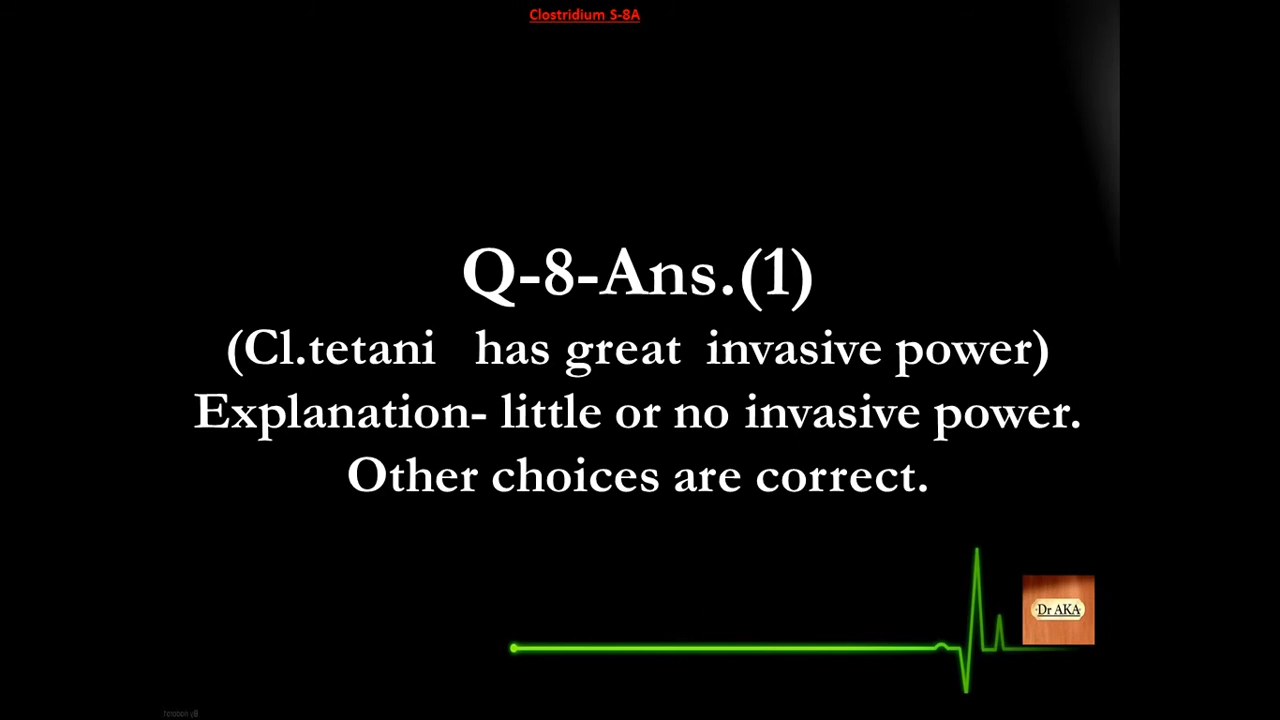 Clostridium S-8A
Q-8-Ans.(1)
(Cl.tetani has great invasive power)
Explanation- little or no invasive power.
Other choices are correct.
Dr AKA